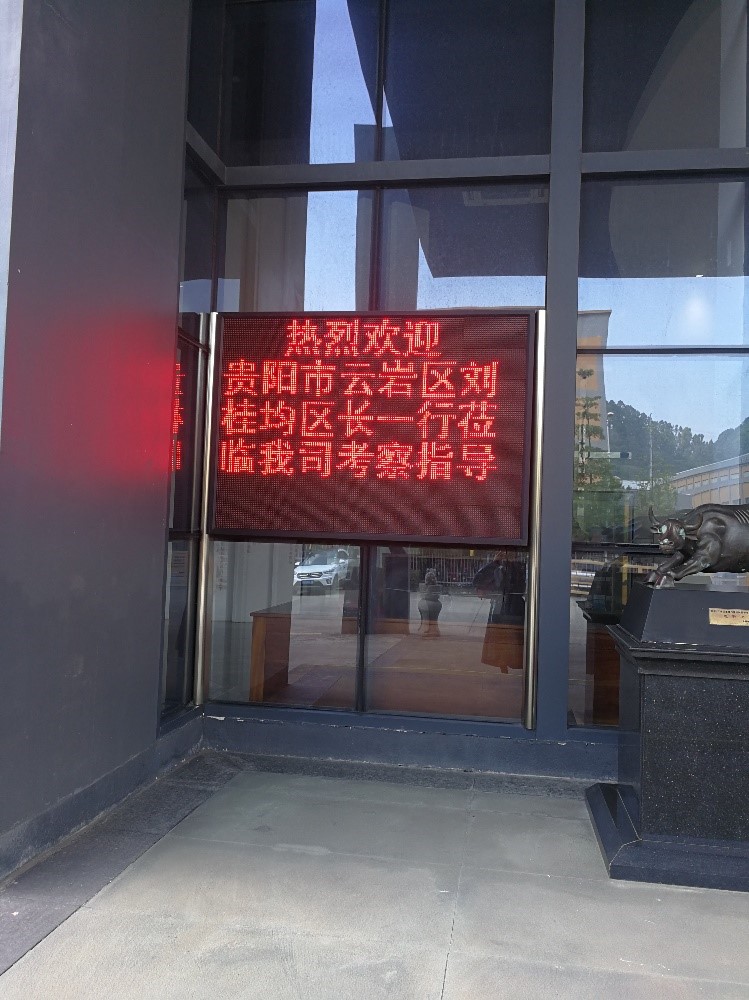 热烈欢迎
贵阳市云岩区刘
桂均区长一行莅
临我司考察指导